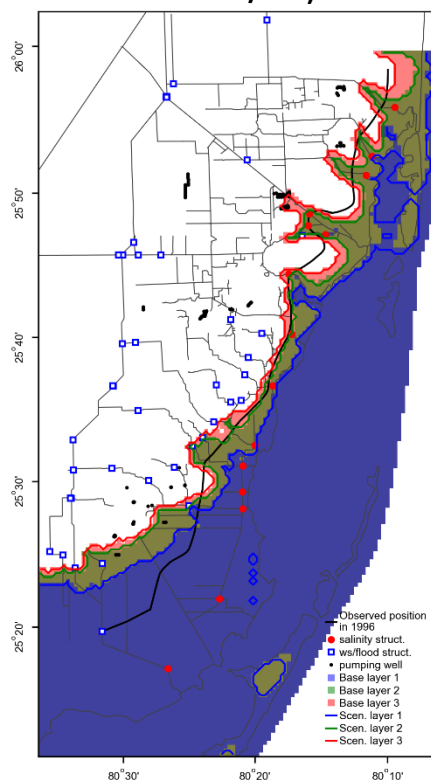 26°00'
25°50'
25°40'
25°30'
25°20'
Observed position
in 1996
salinity struct.
ws/flood struct.
pumping well
Base layer 1
Base layer 2
Base layer 3
Scen. layer 1
Scen. layer 2
Scen. layer 3
80°30' 80°20' 80°10'